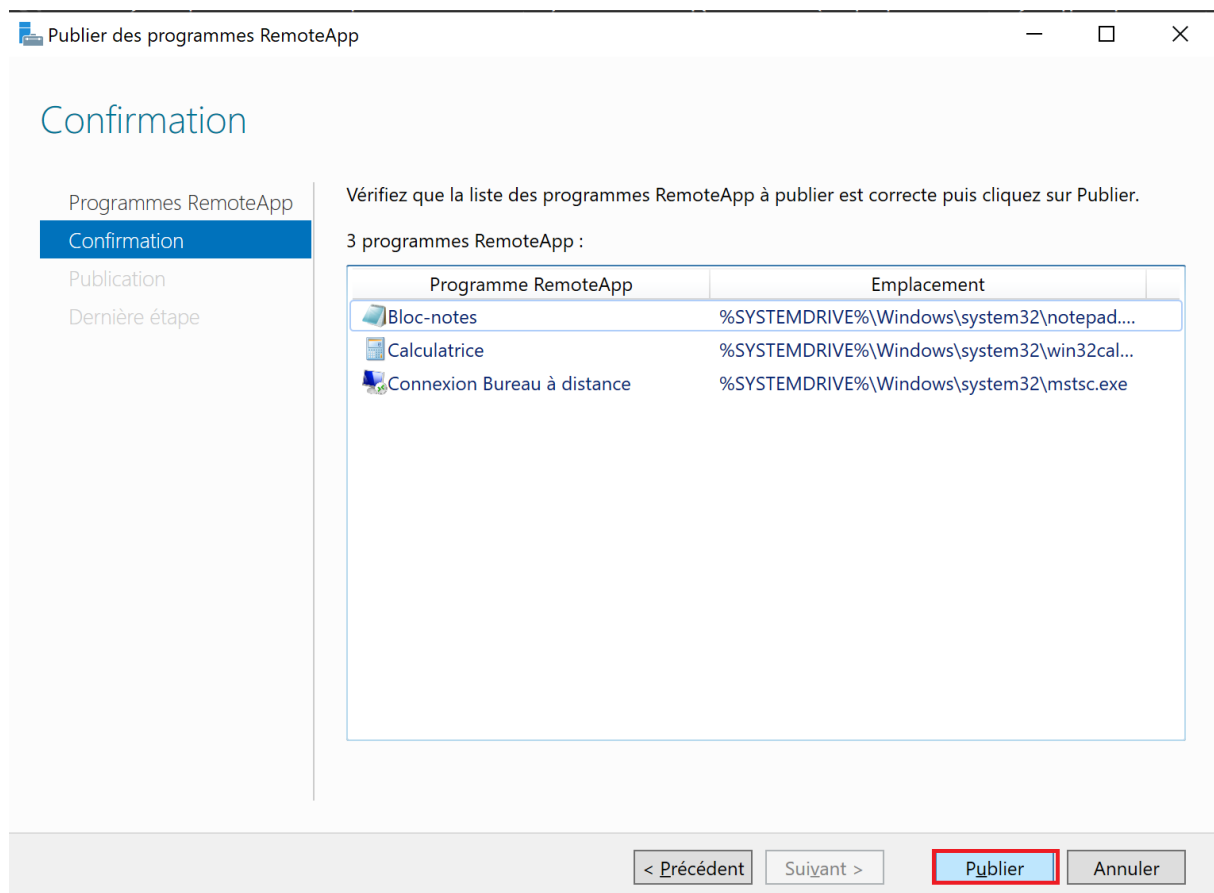 Publier des programmes RemoteApp
Confirmation
Programmes RemoteApp
Confirmation
Publication
Dernière étape
Vérifiez que la liste des programmes RemoteApp à publier est correcte puis cliquez sur Publier.
3 programmes RemoteApp :
Programme RemoteApp Emplacement
Bloc-notes %SYSTEMDRIVE%\Windows\system32\notepad....
Calculatrice %SYSTEMDRIVE%\Windows\system32\win32cal...
Connexion Bureau à distance %SYSTEMDRIVE%\Windows\system32\mstsc.exe
< Précédent Suivant > Publier Annuler